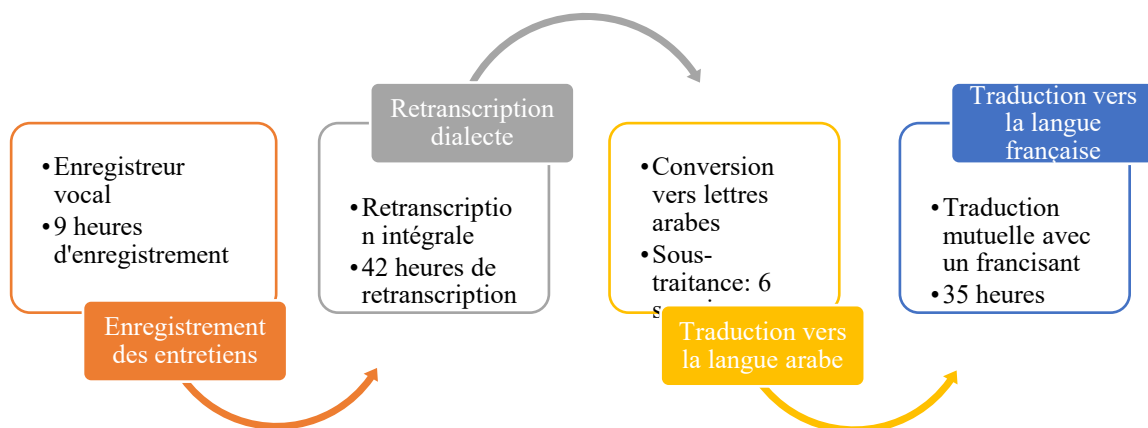 • Enregistreur
vocal
• 9 heures
d'enregistrement
Enregistrement
des entretiens
Retranscription
dialecte
• Retranscriptio
n intégrale
• 42 heures de
retranscription
• Conversion
vers lettres
arabes
• Sous-
traitance: 6
Traduction vers
la langue arabe
Traduction vers
la langue
française
• Traduction
mutuelle avec
un francisant
• 35 heures